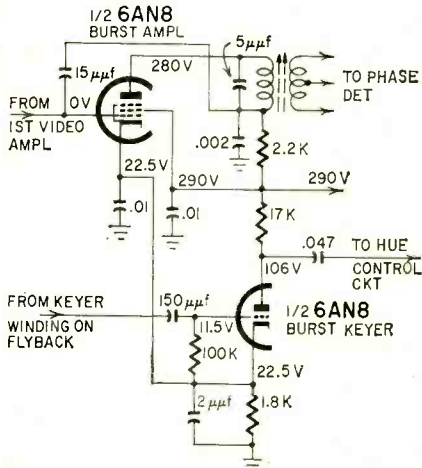 1/2 6AN8
BURST AMPL
5μμf
15μμf
280V
TO PHASE
DET
FROM
1ST VIDEO
AMPL
0V
.002
2.2K
22.5V
290V
290V
.01
.01
17K
.047
TO HUE
CONTROL
CKT
106V
FROM KEYER
WINDING ON
FLYBACK
150μμf
11.5V
1/2 6AN8
BURST KEYER
100K
22.5V
2μμf
1.8K